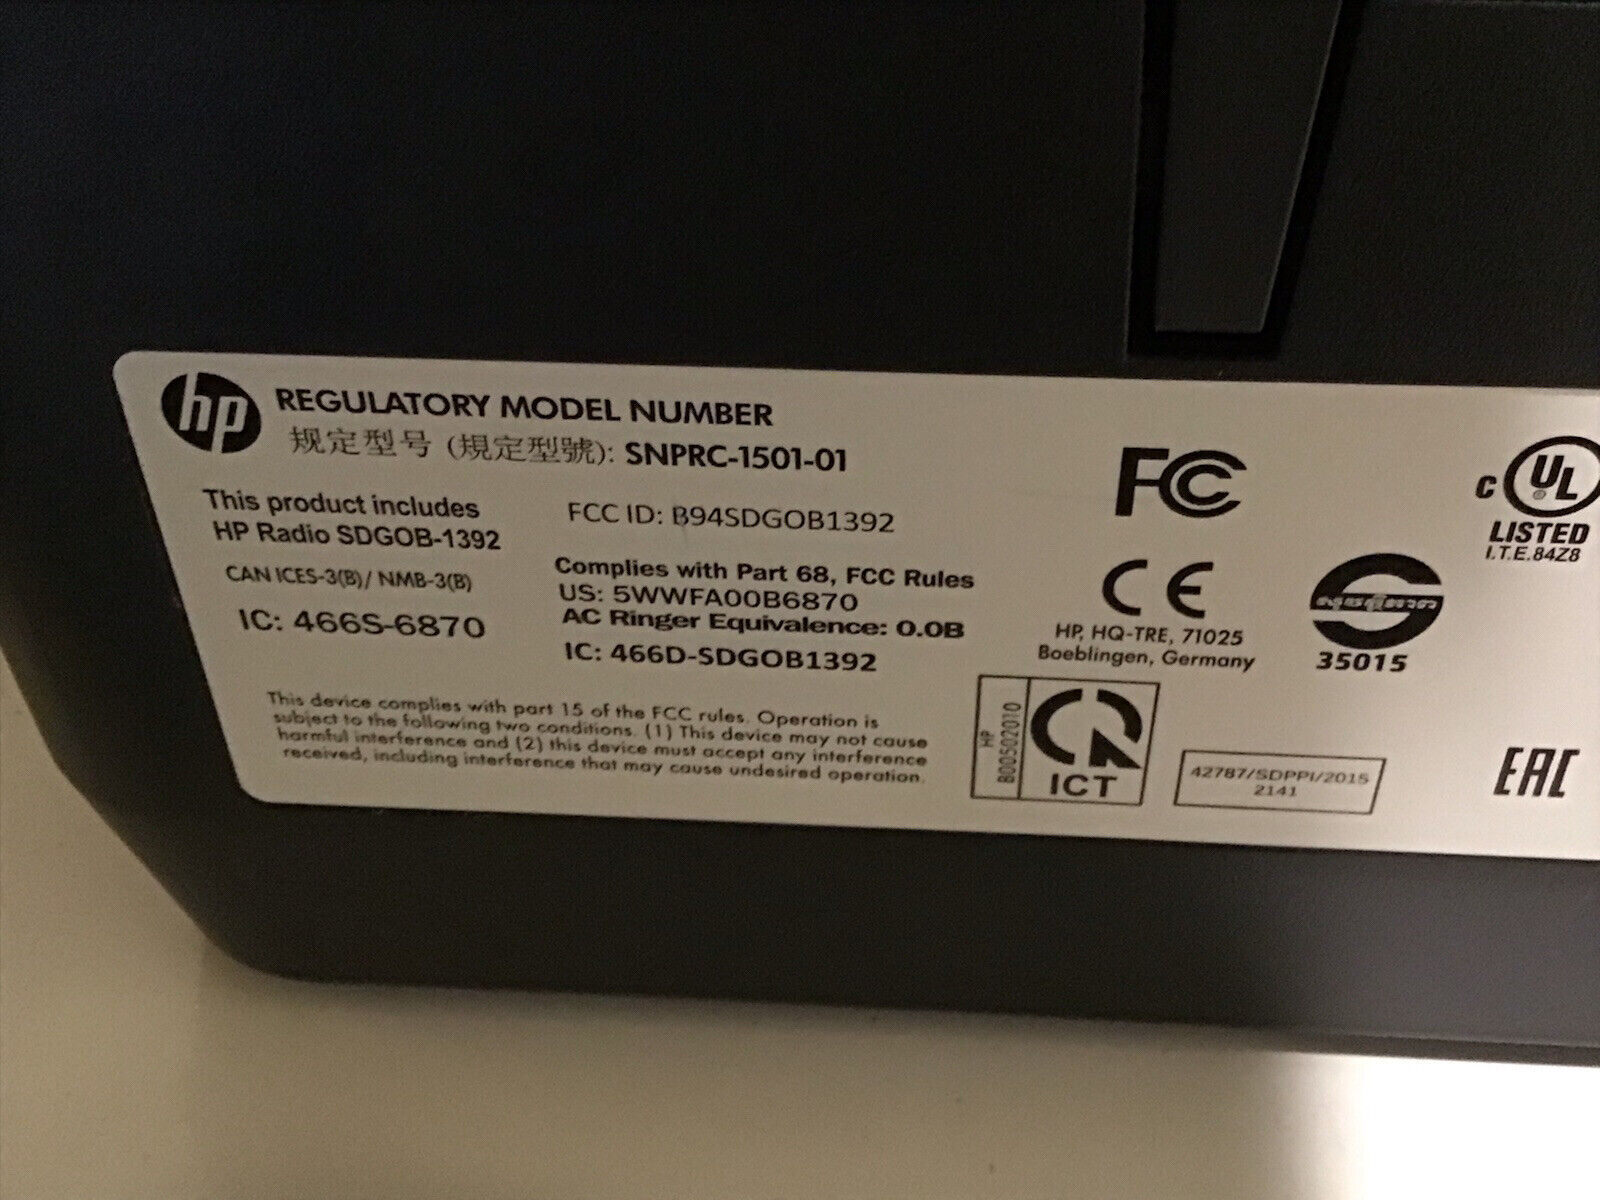 hp REGULATORY MODEL NUMBER
规定型号 (規定型號): SNPRC-1501-01
This product includes
HP Radio SDGOB-1392
CAN ICES-3(B)/ NMB-3(B)
IC: 466S-6870
FCC ID: B94SDGOB1392
Complies with Part 68, FCC Rules
US: 5WWFA00B6870
AC Ringer Equivalence: 0.0B
IC: 466D-SDGOB1392
This device complies with part 15 of the FCC rules. Operation is
subject to the following two conditions. (1) This device may not cause
harmful interference and (2) this device must accept any interference
received, including interference that may cause undesired operation.
FC
CE
HP, HQ-TRE, 71025
Boeblingen, Germany
HP
B00502010
ICT
35015
42787/SDPPI/2015
2141
c UL
LISTED
I.T.E.84Z8
EAC